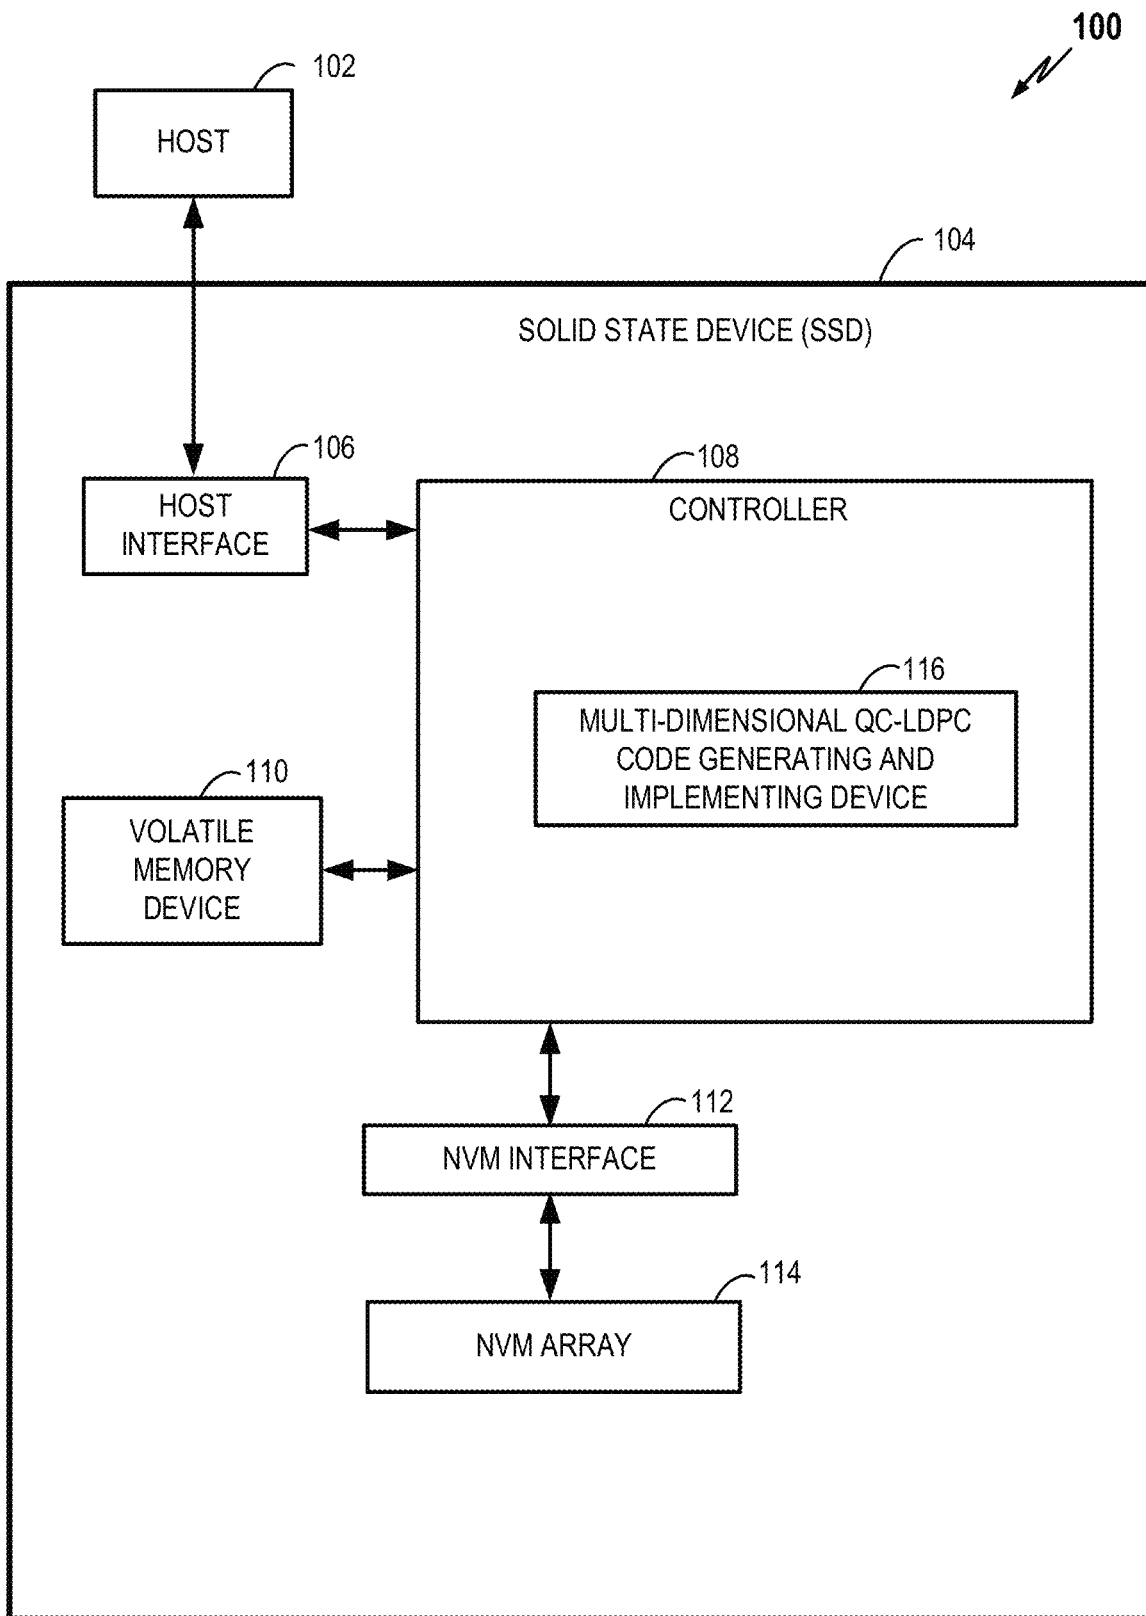 100
102
HOST
104
SOLID STATE DEVICE (SSD)
106
HOST
INTERFACE
108
CONTROLLER
116
MULTI-DIMENSIONAL QC-LDPC
CODE GENERATING AND
IMPLEMENTING DEVICE
110
VOLATILE
MEMORY
DEVICE
112
NVM INTERFACE
114
NVM ARRAY